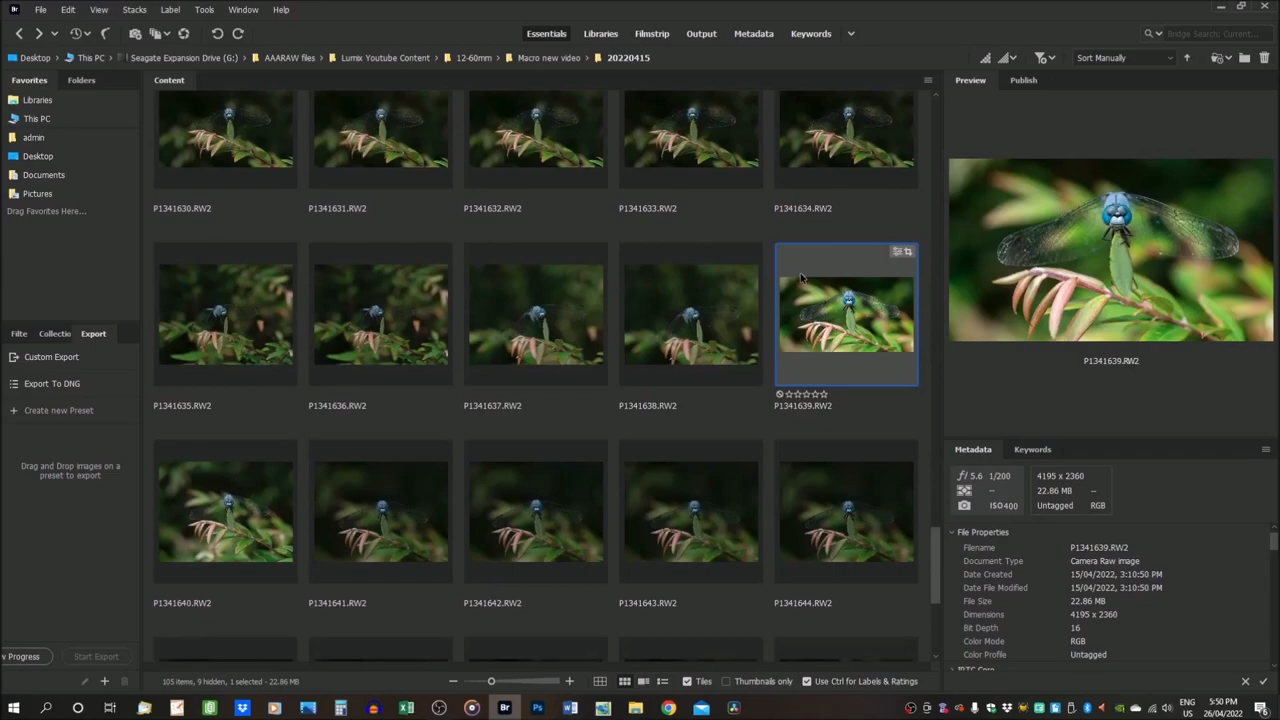 Br File Edit View Stacks Label Tools Window Help
Essentials Libraries Filmstrip Output Metadata Keywords Bridge Search: Current...
Desktop This PC Seagate Expansion Drive (G:) AAARAW files Lumix Youtube Content 12-60mm Macro new video 20220415 Sort Manually
Favorites Folders Content Preview Publish
Libraries
This PC
admin
Desktop
Documents
Pictures
Drag Favorites Here...
P1341630.RW2 P1341631.RW2 P1341632.RW2 P1341633.RW2 P1341634.RW2
Filte Collectio Export
Custom Export
Export To DNG
Create new Preset
P1341639.RW2
P1341635.RW2 P1341636.RW2 P1341637.RW2 P1341638.RW2 P1341639.RW2
Drag and Drop images on a
preset to export
Metadata Keywords
f/ 5.6 1/200 4195 x 2360
-- 22.86 MB --
ISO400 Untagged RGB
File Properties
Filename P1341639.RW2
Document Type Camera Raw image
Date Created 15/04/2022, 3:10:50 PM
Date File Modified 15/04/2022, 3:10:50 PM
File Size 22.86 MB
Dimensions 4195 x 2360
Bit Depth 16
Color Mode RGB
Color Profile Untagged
P1341640.RW2 P1341641.RW2 P1341642.RW2 P1341643.RW2 P1341644.RW2
w Progress Start Export
105 items, 9 hidden, 1 selected - 22.86 MB Tiles Thumbnails only Use Ctrl for Labels & Ratings
Br Ps ENG
US
5:50 PM
26/04/2022